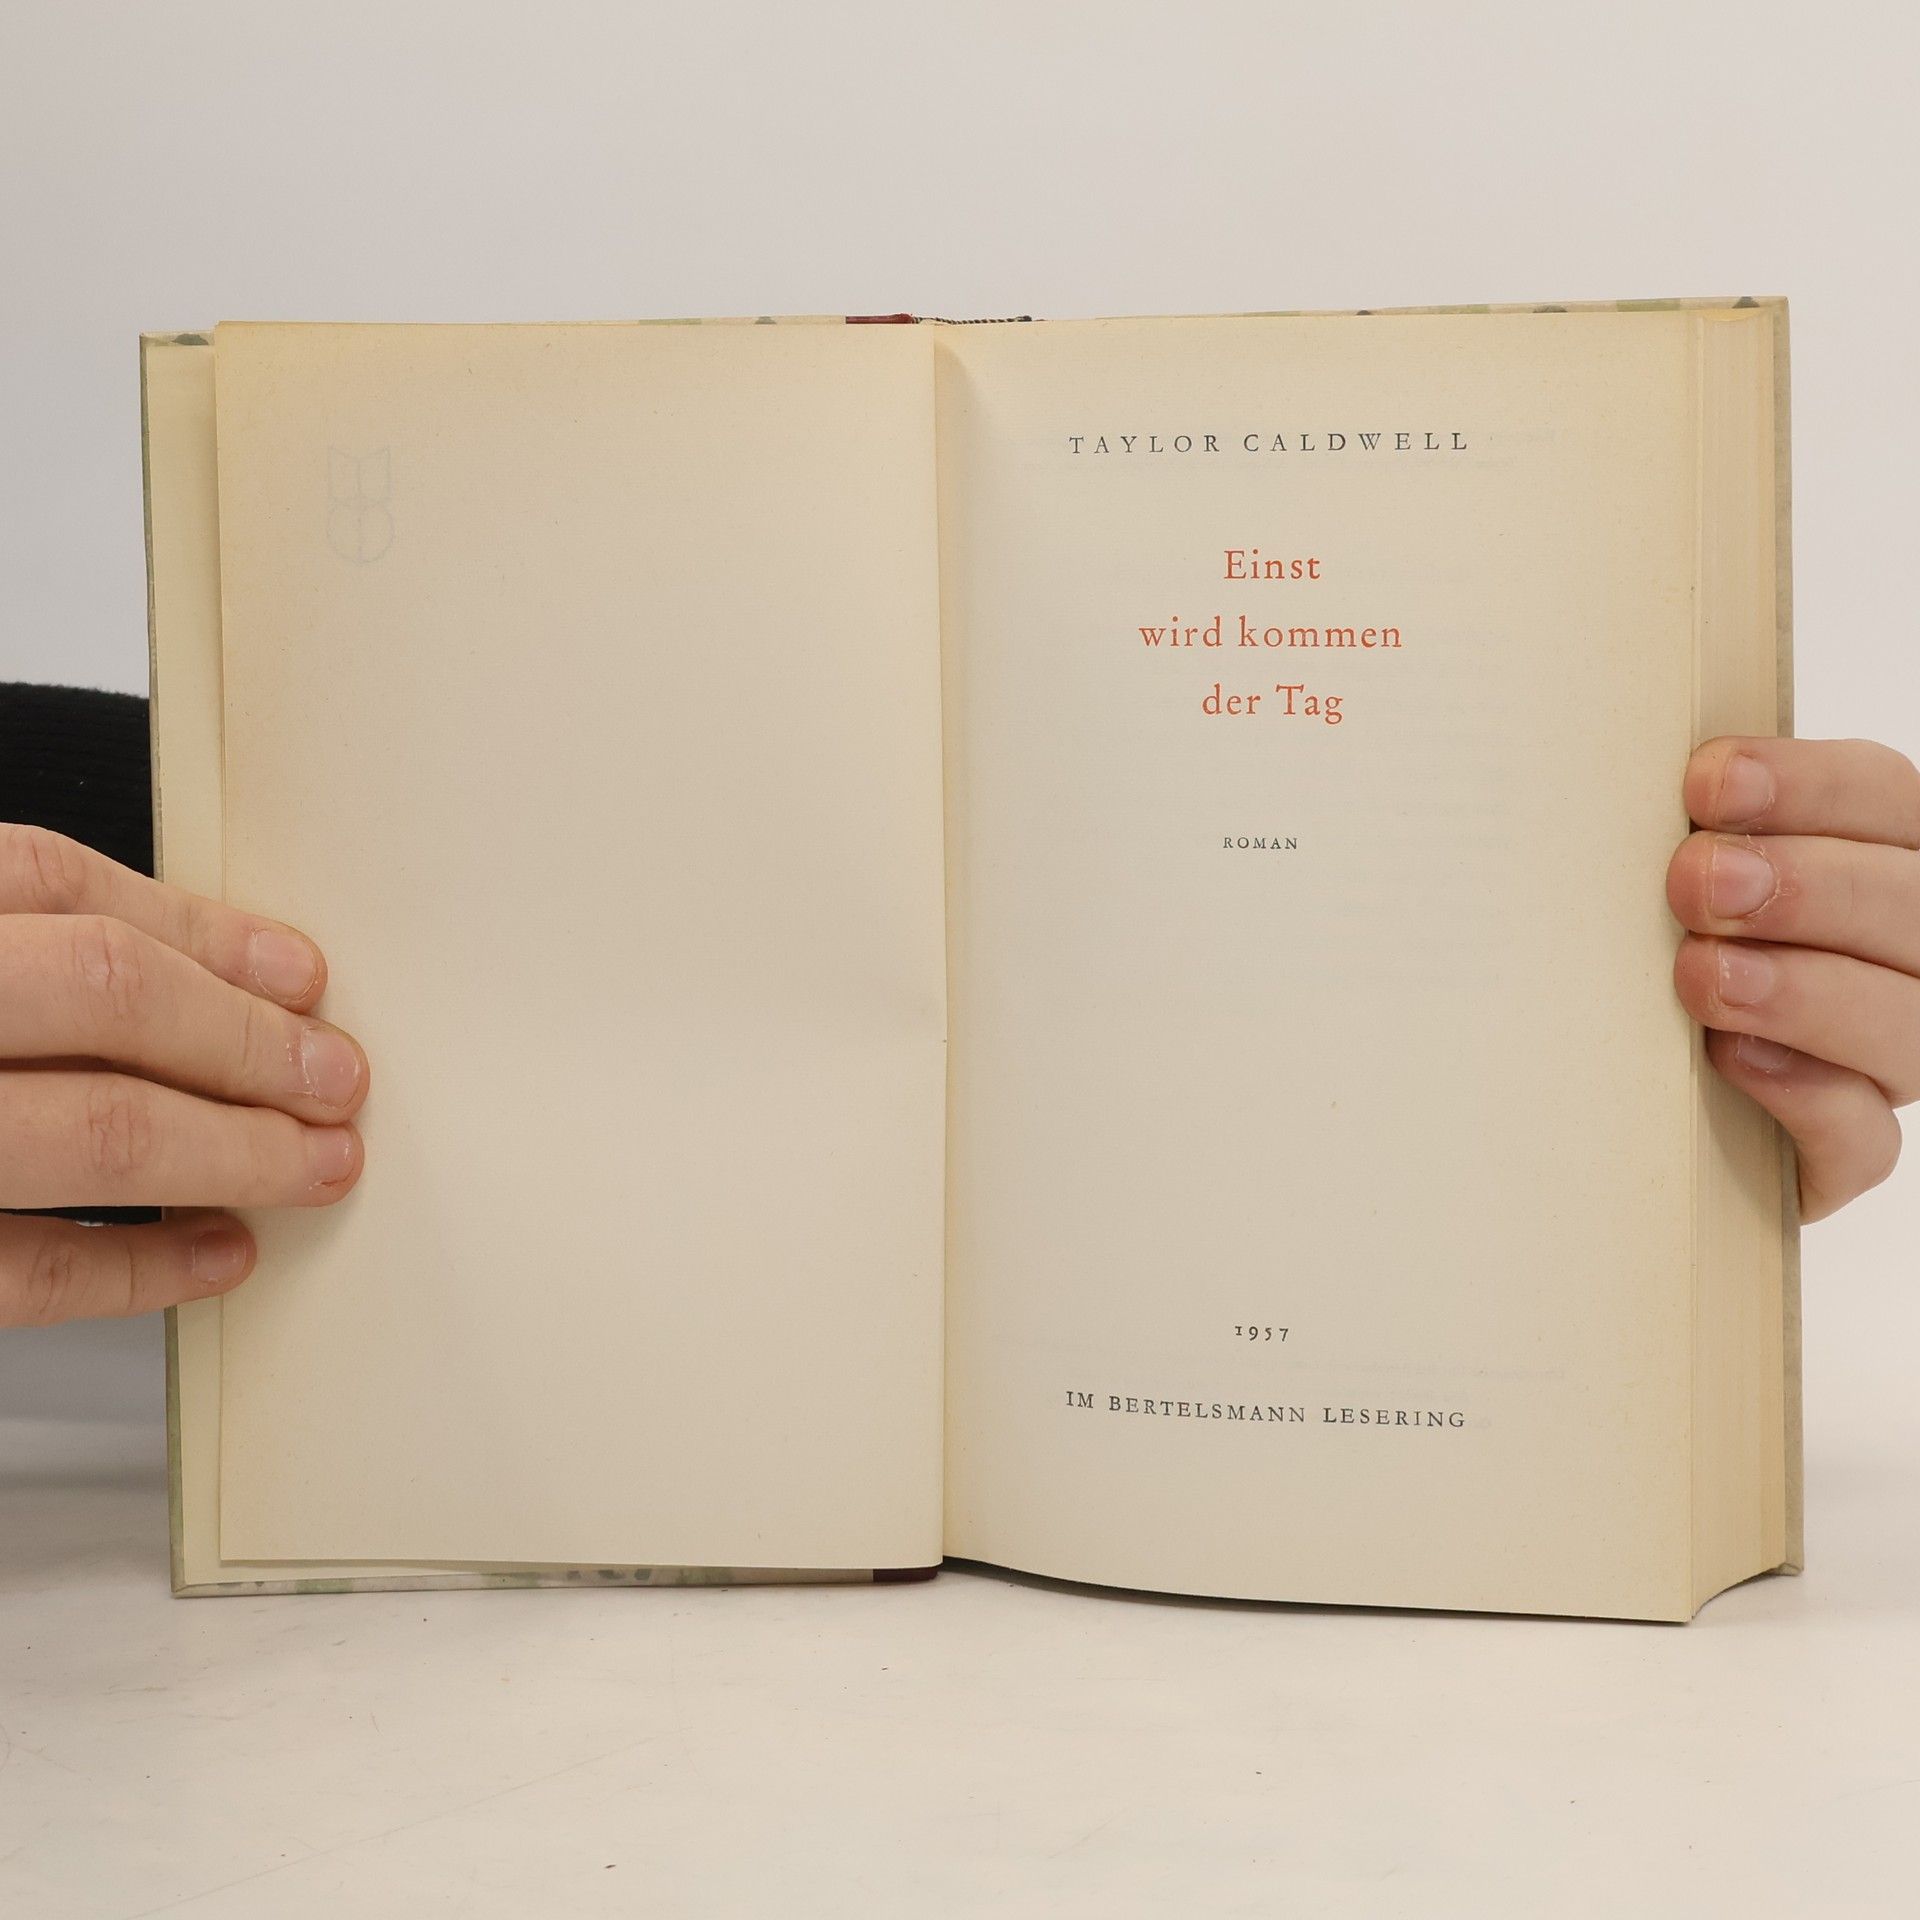 TAYLOR CALDWELL
Einst
wird kommen
der Tag
ROMAN
1957
IM BERTELSMANN LESERING